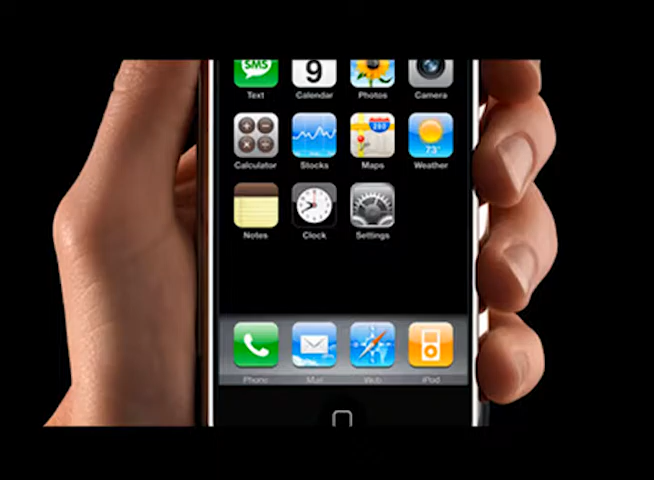 SMS 9
Text Calendar Photos Camera
280 73°
Calculator Stocks Maps Weather
Notes Clock Settings
Phone Mail Web iPod